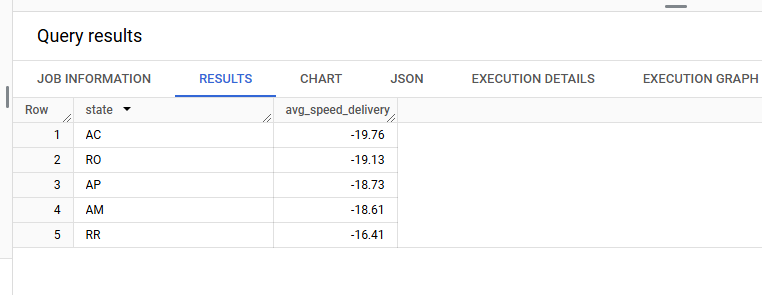 Query results
JOB INFORMATION RESULTS CHART JSON EXECUTION DETAILS EXECUTION GRAPH
Row state avg_speed_delivery
1 AC -19.76
2 RO -19.13
3 AP -18.73
4 AM -18.61
5 RR -16.41